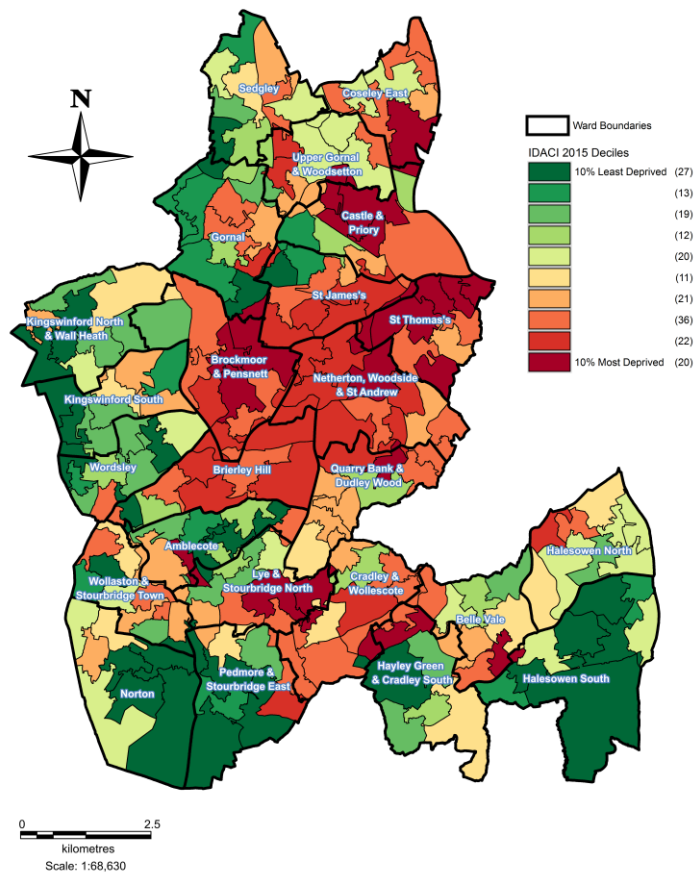 N
Sedgley
Coseley East
Upper Gornal
& Woodsetton
Castle &
Priory
Gornal
St James's
St Thomas's
Kingswinford North
& Wall Heath
Brockmoor
& Pensnett
Netherton, Woodside
& St Andrew
Kingswinford South
Wordsley
Brierley Hill
Quarry Bank &
Dudley Wood
Amblecote
Halesowen North
Wollaston &
Stourbridge Town
Lye &
Stourbridge North
Cradley &
Wollescote
Belle Vale
Norton
Pedmore &
Stourbridge East
Hayley Green
& Cradley South
Halesowen South
Ward Boundaries
IDACI 2015 Deciles
10% Least Deprived (27)
(13)
(19)
(12)
(20)
(11)
(21)
(36)
(22)
10% Most Deprived (20)
0 2.5
kilometres
Scale: 1:68,630